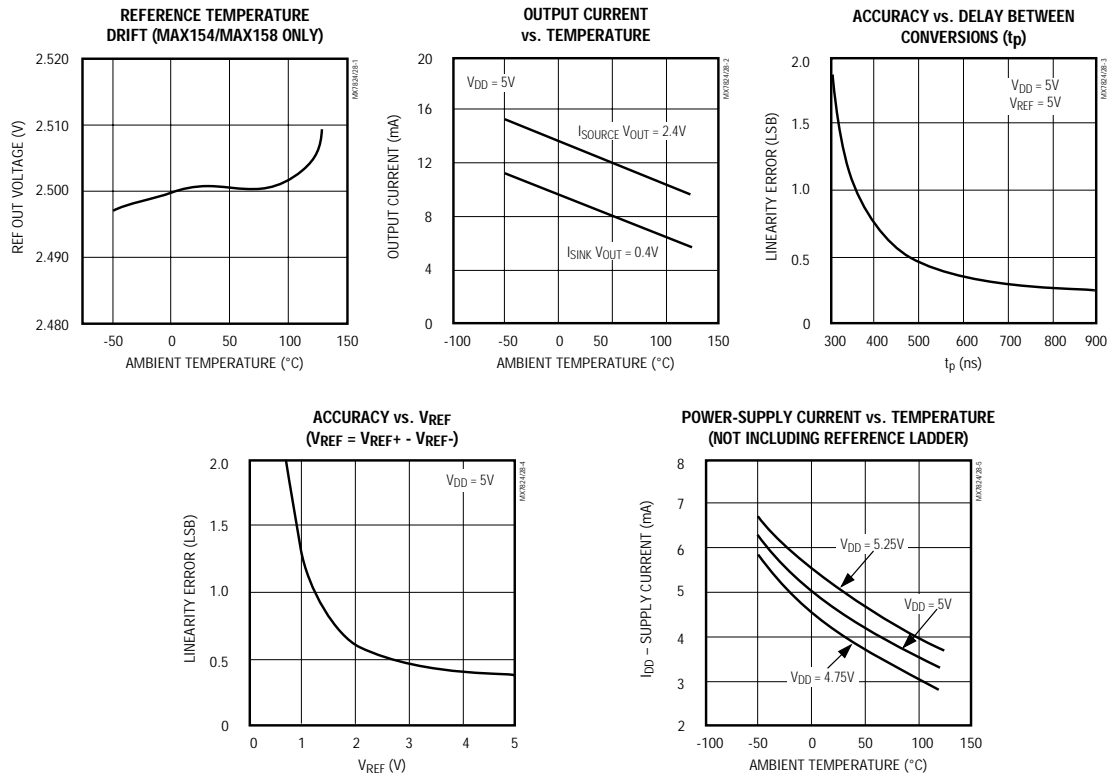 REFERENCE TEMPERATURE
DRIFT (MAX154/MAX158 ONLY)
MX7824/28-1
REF OUT VOLTAGE (V)
2.520
2.510
2.500
2.490
2.480
-50 0 50 100 150
AMBIENT TEMPERATURE (°C)
OUTPUT CURRENT
vs. TEMPERATURE
MX7824/28-2
OUTPUT CURRENT (mA)
20
16
12
8
4
0
VDD = 5V
ISOURCE VOUT = 2.4V
ISINK VOUT = 0.4V
-100 -50 0 50 100 150
AMBIENT TEMPERATURE (°C)
ACCURACY vs. DELAY BETWEEN
CONVERSIONS (tp)
MX7824/28-3
LINEARITY ERROR (LSB)
2.0
1.5
1.0
0.5
0
VDD = 5V
VREF = 5V
300 400 500 600 700 800 900
tp (ns)
ACCURACY vs. VREF
(VREF = VREF+ - VREF-)
MX7824/28-4
LINEARITY ERROR (LSB)
2.0
1.5
1.0
0.5
0
VDD = 5V
0 1 2 3 4 5
VREF (V)
POWER-SUPPLY CURRENT vs. TEMPERATURE
(NOT INCLUDING REFERENCE LADDER)
MX7824/28-5
IDD – SUPPLY CURRENT (mA)
8
7
6
5
4
3
2
VDD = 5.25V
VDD = 5V
VDD = 4.75V
-100 -50 0 50 100 150
AMBIENT TEMPERATURE (°C)